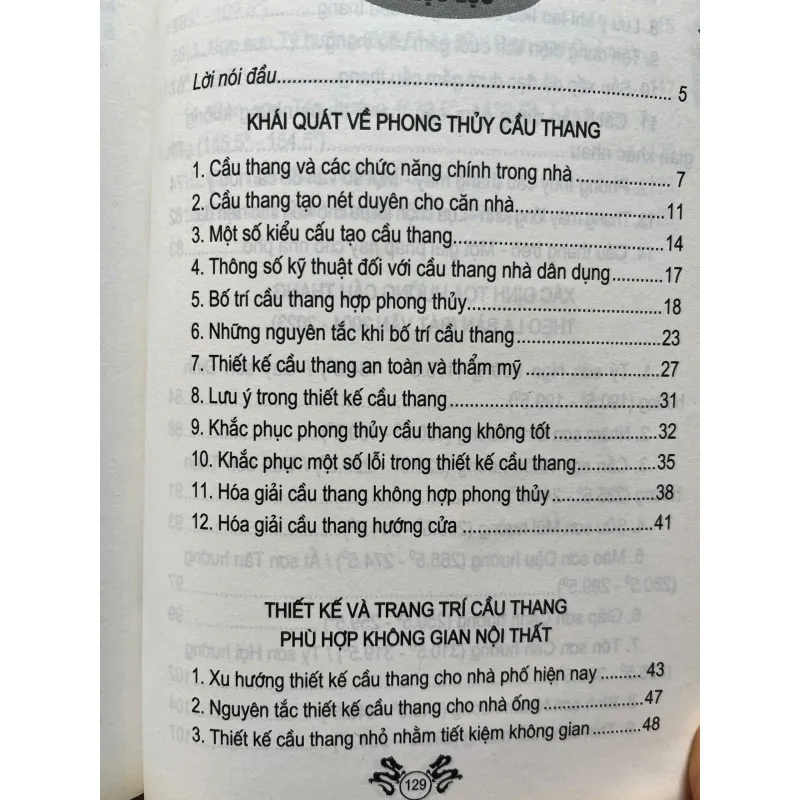 Lời nói đầu.......................................................................... 5
KHÁI QUÁT VỀ PHONG THỦY CẦU THANG
1. Cầu thang và các chức năng chính trong nhà .................. 7
2. Cầu thang tạo nét duyên cho căn nhà............................. 11
3. Một số kiểu cấu tạo cầu thang........................................ 14
4. Thông số kỹ thuật đối với cầu thang nhà dân dụng.......... 17
5. Bố trí cầu thang hợp phong thủy..................................... 18
6. Những nguyên tắc khi bố trí cầu thang........................... 23
7. Thiết kế cầu thang an toàn và thẩm mỹ ......................... 27
8. Lưu ý trong thiết kế cầu thang........................................ 31
9. Khắc phục phong thủy cầu thang không tốt .................... 32
10. Khắc phục một số lỗi trong thiết kế cầu thang............... 35
11. Hóa giải cầu thang không hợp phong thủy .................... 38
12. Hóa giải cầu thang hướng cửa ..................................... 41
THIẾT KẾ VÀ TRANG TRÍ CẦU THANG
PHÙ HỢP KHÔNG GIAN NỘI THẤT
1. Xu hướng thiết kế cầu thang cho nhà phố hiện nay ......... 43
2. Nguyên tắc thiết kế cầu thang cho nhà ống .................... 47
3. Thiết kế cầu thang nhỏ nhằm tiết kiệm không gian.......... 48
129